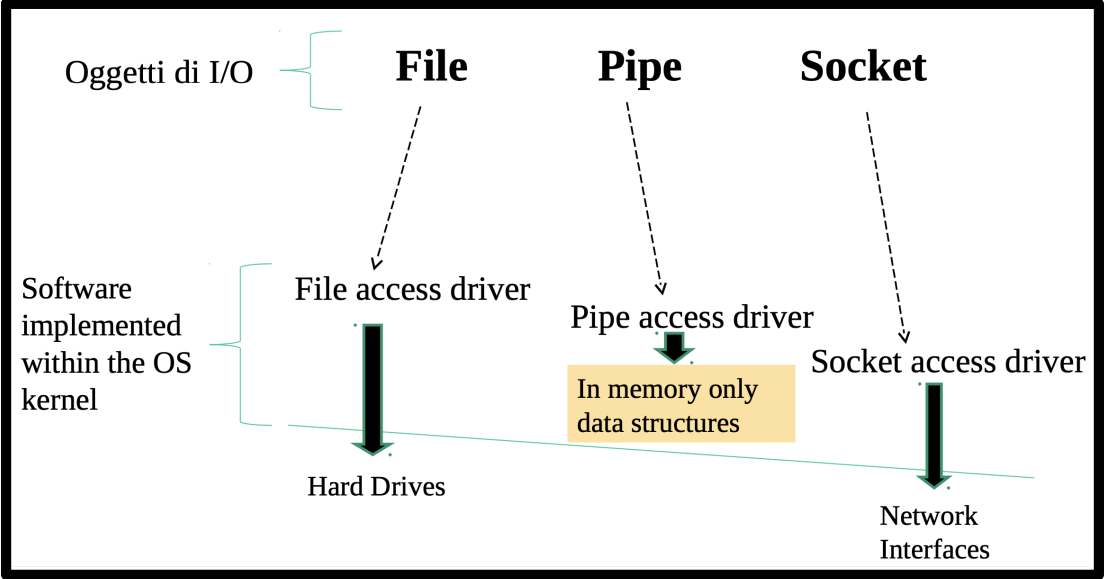 Oggetti di I/O
File
Pipe
Socket
Software
implemented
within the OS
kernel
File access driver
Pipe access driver
Socket access driver
In memory only
data structures
Hard Drives
Network
Interfaces